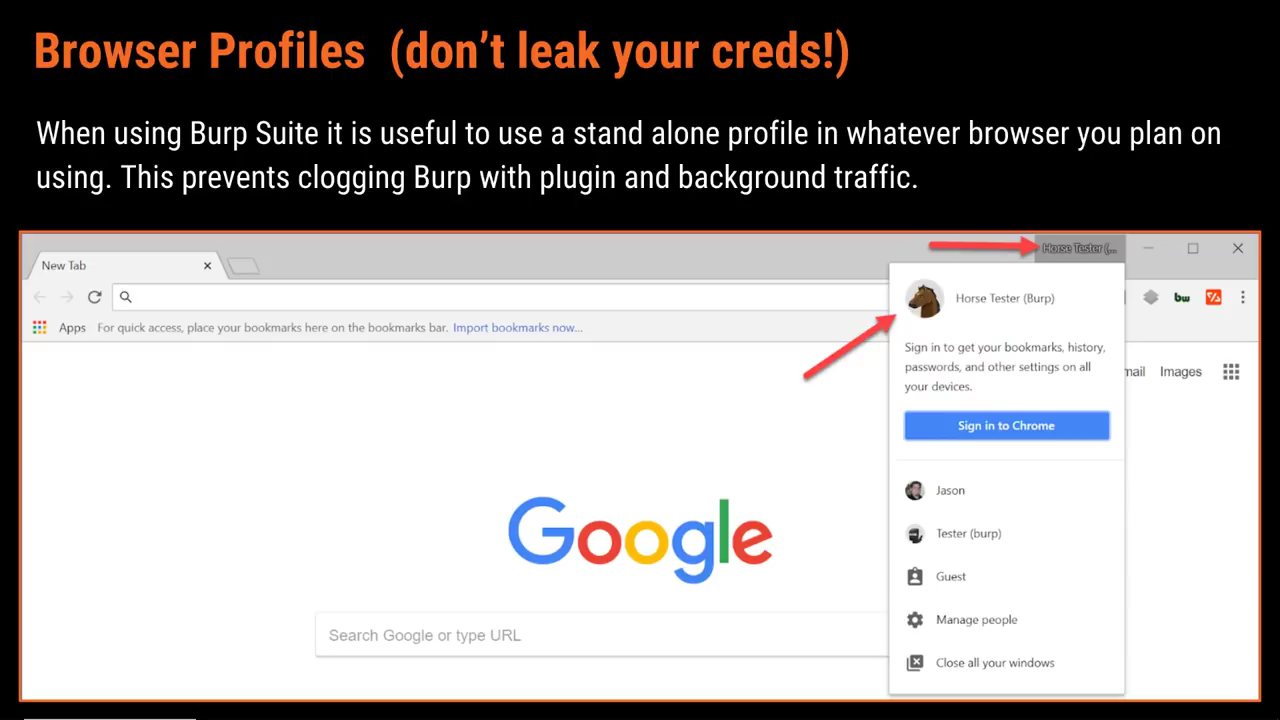 Browser Profiles (don't leak your creds!)
When using Burp Suite it is useful to use a stand alone profile in whatever browser you plan on
using. This prevents clogging Burp with plugin and background traffic.
New Tab
Horse Tester (...
Horse Tester (Burp)
bw
Apps
For quick access, place your bookmarks here on the bookmarks bar. Import bookmarks now...
Sign in to get your bookmarks, history,
passwords, and other settings on all
your devices.
mail Images
Sign in to Chrome
Jason
Google
Tester (burp)
Guest
Manage people
Search Google or type URL
Close all your windows